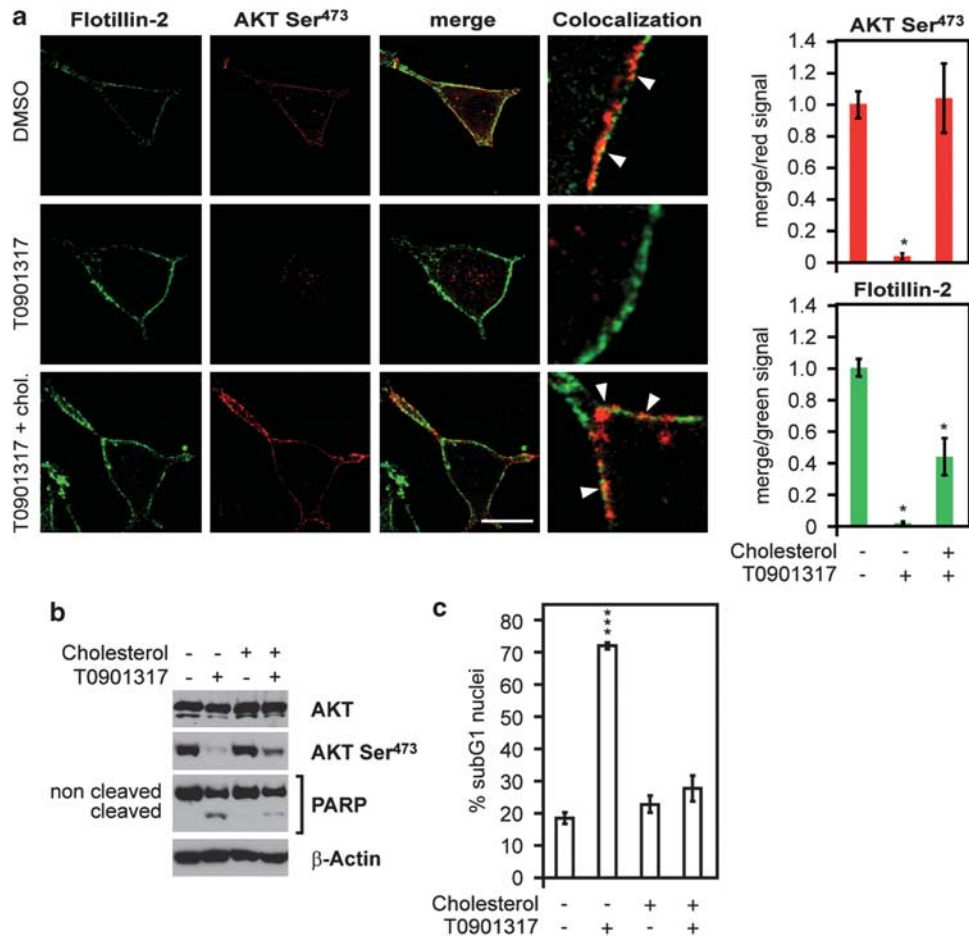 a
Flotillin-2 AKT Ser473 merge Colocalization
DMSO
T0901317
T0901317 + chol.
AKT Ser473
merge/red signal
1.4
1.2
1.0
0.8
0.6
0.4
0.2
0
*
Flotillin-2
merge/green signal
1.4
1.2
1.0
0.8
0.6
0.4
0.2
0
*
*
Cholesterol - - +
T0901317 - + +
b
Cholesterol - - + +
T0901317 - + - +
AKT
AKT Ser473
non cleaved
cleaved
PARP
β-Actin
c
% subG1 nuclei
80
70
60
50
40
30
20
10
0
***
Cholesterol - - + +
T0901317 - + - +